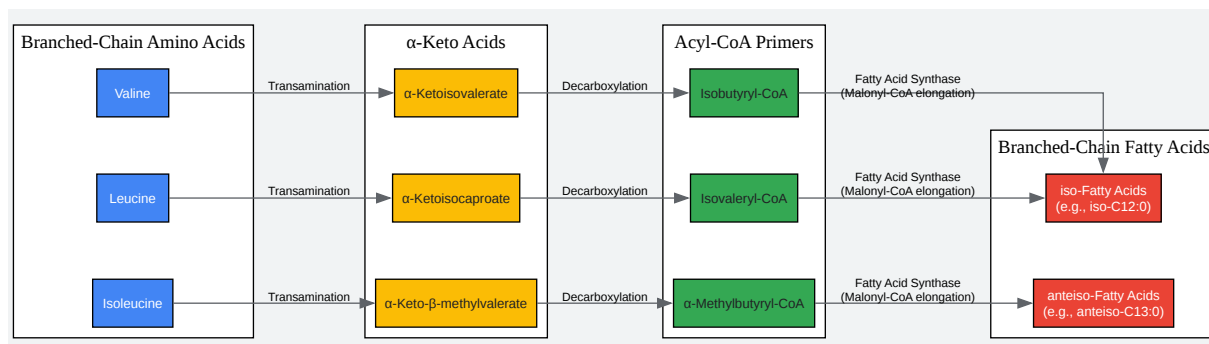 Branched-Chain Amino Acids
α-Keto Acids
Acyl-CoA Primers
Valine
Transamination
α-Ketoisovalerate
Decarboxylation
Isobutyryl-CoA
Fatty Acid Synthase
(Malonyl-CoA elongation)
Branched-Chain Fatty Acids
Leucine
Transamination
α-Ketoisocaproate
Decarboxylation
Isovaleryl-CoA
Fatty Acid Synthase
(Malonyl-CoA elongation)
iso-Fatty Acids
(e.g., iso-C12:0)
Isoleucine
Transamination
α-Keto-β-methylvalerate
Decarboxylation
α-Methylbutyryl-CoA
Fatty Acid Synthase
(Malonyl-CoA elongation)
anteiso-Fatty Acids
(e.g., anteiso-C13:0)